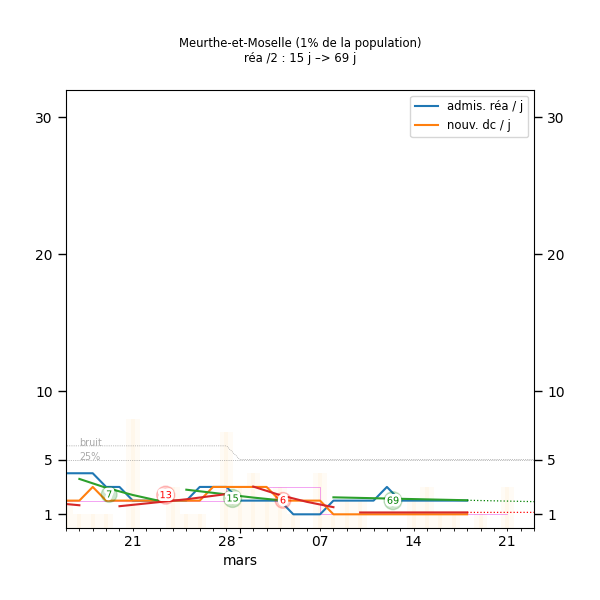 Meurthe-et-Moselle (1% de la population)
réa /2 : 15 j –> 69 j
admis. réa / j
nouv. dc / j
30 30
20 20
10 10
bruit
25%
5 5
7 13 15 6 69
1 1
21 28 07 14 21
mars